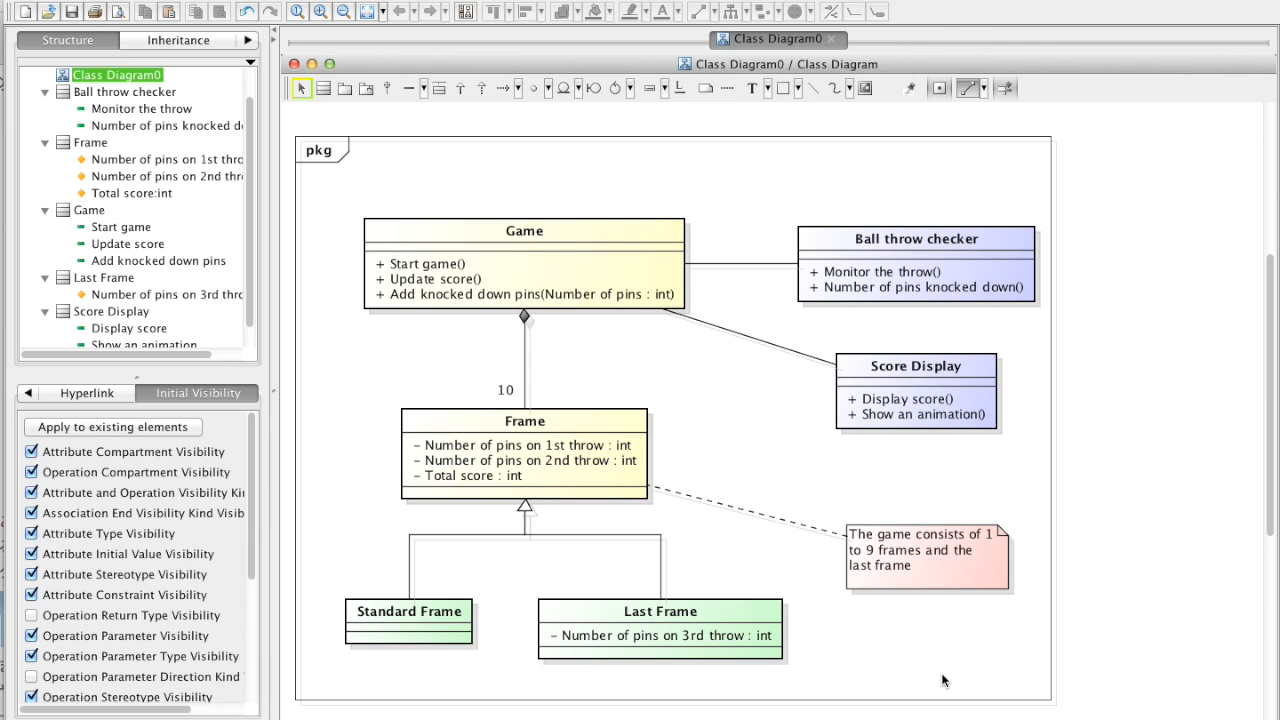 Class Diagram0
Structure
Inheritance
Class Diagram0 / Class Diagram
Class Diagram0
Ball throw checker
Monitor the throw
Number of pins knocked d
Frame
Number of pins on 1st thro
Number of pins on 2nd thr
Total score:int
Game
Start game
Update score
Add knocked down pins
Last Frame
Number of pins on 3rd thro
Score Display
Display score
Show an animation
Hyperlink
Initial Visibility
Apply to existing elements
Attribute Compartment Visibility
Operation Compartment Visibility
Attribute and Operation Visibility Kin
Association End Visibility Kind Visib
Attribute Type Visibility
Attribute Initial Value Visibility
Attribute Stereotype Visibility
Attribute Constraint Visibility
Operation Return Type Visibility
Operation Parameter Visibility
Operation Parameter Type Visibility
Operation Parameter Direction Kind
Operation Stereotype Visibility
T
pkg
Game
+ Start game()
+ Update score()
+ Add knocked down pins(Number of pins : int)
Ball throw checker
+ Monitor the throw()
+ Number of pins knocked down()
Score Display
+ Display score()
+ Show an animation()
10
Frame
- Number of pins on 1st throw : int
- Number of pins on 2nd throw : int
- Total score : int
The game consists of 1
to 9 frames and the
last frame
Standard Frame
Last Frame
- Number of pins on 3rd throw : int